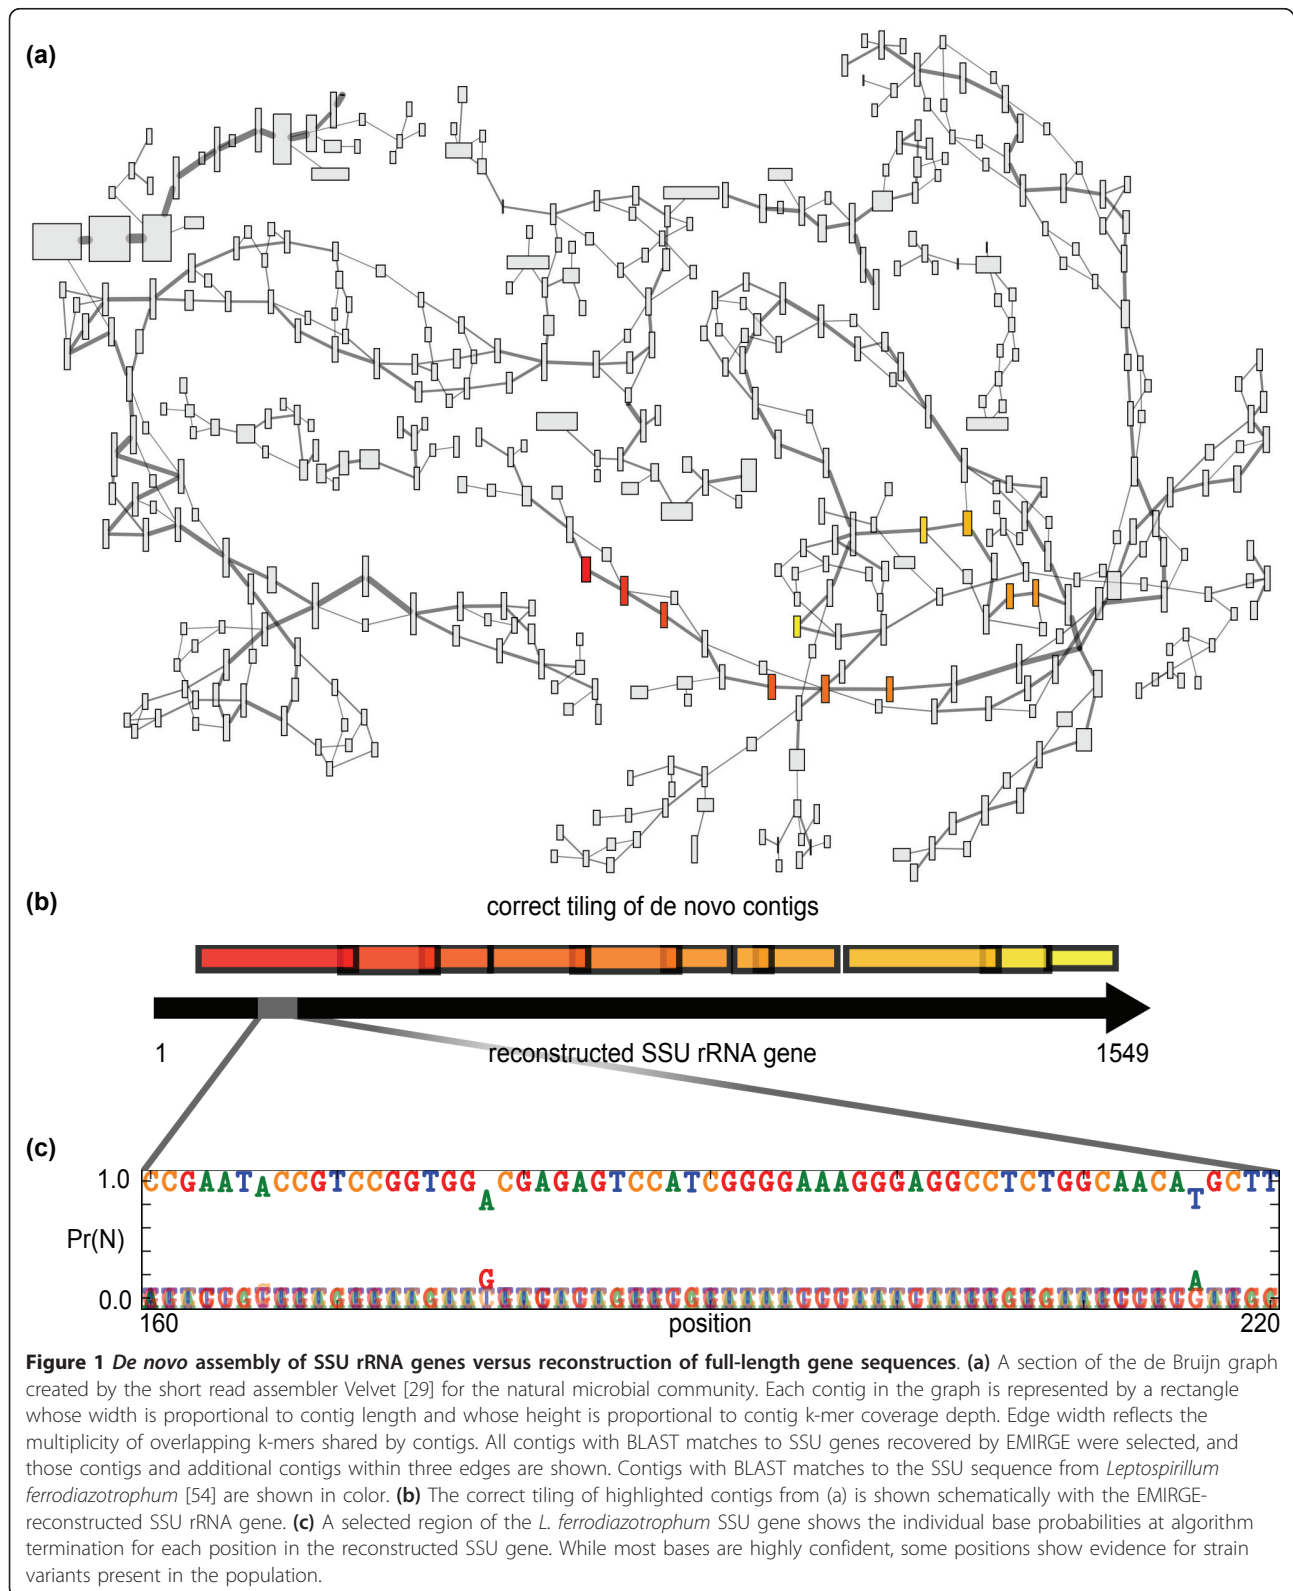 (a)
(b)
correct tiling of de novo contigs
1
reconstructed SSU rRNA gene
1549
(c)
1.0
CCGAATACCGTCCGGTGGACGAGAGTCCATCGGGGAAAGGGAGGCCTCTGGCAACATGCTT
Pr(N)
G
A
0.0
160
position
220
Figure 1 De novo assembly of SSU rRNA genes versus reconstruction of full-length gene sequences. (a) A section of the de Bruijn graph
created by the short read assembler Velvet [29] for the natural microbial community. Each contig in the graph is represented by a rectangle
whose width is proportional to contig length and whose height is proportional to contig k-mer coverage depth. Edge width reflects the
multiplicity of overlapping k-mers shared by contigs. All contigs with BLAST matches to SSU genes recovered by EMIRGE were selected, and
those contigs and additional contigs within three edges are shown. Contigs with BLAST matches to the SSU sequence from Leptospirillum
ferrodiazotrophum [54] are shown in color. (b) The correct tiling of highlighted contigs from (a) is shown schematically with the EMIRGE-
reconstructed SSU rRNA gene. (c) A selected region of the L. ferrodiazotrophum SSU gene shows the individual base probabilities at algorithm
termination for each position in the reconstructed SSU gene. While most bases are highly confident, some positions show evidence for strain
variants present in the population.